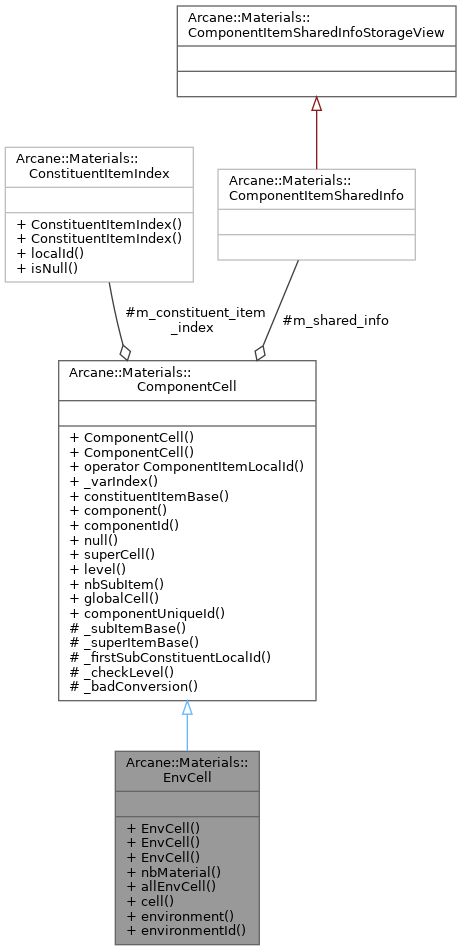 Arcane::Materials::
ComponentItemSharedInfoStorageView
Arcane::Materials::
ConstituentItemIndex
+ ConstituentItemIndex()
+ ConstituentItemIndex()
+ localId()
+ isNull()
Arcane::Materials::
ComponentItemSharedInfo
#m_constituent_item
_index
#m_shared_info
Arcane::Materials::
ComponentCell
+ ComponentCell()
+ ComponentCell()
+ operator ComponentItemLocalId()
+ _varIndex()
+ constituentItemBase()
+ component()
+ componentId()
+ null()
+ superCell()
+ level()
+ nbSubItem()
+ globalCell()
+ componentUniqueId()
# _subItemBase()
# _superItemBase()
# _firstSubConstituentLocalId()
# _checkLevel()
# _badConversion()
Arcane::Materials::
EnvCell
+ EnvCell()
+ EnvCell()
+ EnvCell()
+ nbMaterial()
+ allEnvCell()
+ cell()
+ environment()
+ environmentId()